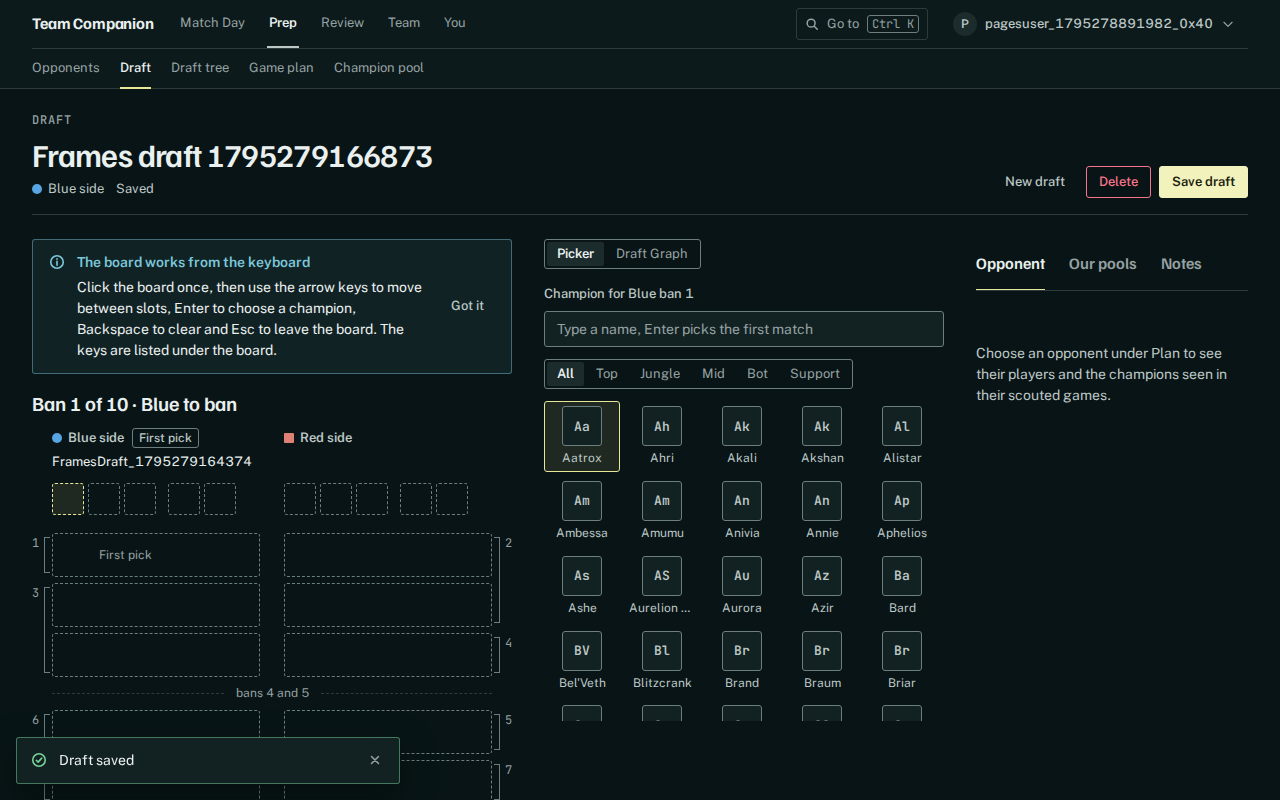 Team Companion
Match Day
Prep
Review
Team
You
Go to
Ctrl K
P
pagesuser_1795278891982_0x40
Opponents
Draft
Draft tree
Game plan
Champion pool
DRAFT
Frames draft 1795279166873
Blue side
Saved
New draft
Delete
Save draft
The board works from the keyboard
Click the board once, then use the arrow keys to move
between slots, Enter to choose a champion,
Backspace to clear and Esc to leave the board. The
keys are listed under the board.
Got it
Ban 1 of 10 · Blue to ban
Blue side
First pick
Red side
FramesDraft_1795279164374
1
First pick
2
3
4
bans 4 and 5
6
5
7
Draft saved
Picker
Draft Graph
Champion for Blue ban 1
Type a name, Enter picks the first match
All
Top
Jungle
Mid
Bot
Support
Aa
Ah
Ak
Ak
Al
Aatrox
Ahri
Akali
Akshan
Alistar
Am
Am
An
An
Ap
Ambessa
Amumu
Anivia
Annie
Aphelios
As
AS
Au
Az
Ba
Ashe
Aurelion ...
Aurora
Azir
Bard
BV
Bl
Br
Br
Br
Bel'Veth
Blitzcrank
Brand
Braum
Briar
Opponent
Our pools
Notes
Choose an opponent under Plan to see
their players and the champions seen in
their scouted games.